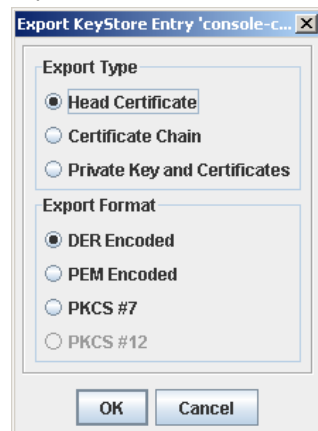 Export KeyStore Entry 'console-c...
Export Type
Head Certificate
Certificate Chain
Private Key and Certificates
Export Format
DER Encoded
PEM Encoded
PKCS #7
PKCS #12
OK Cancel